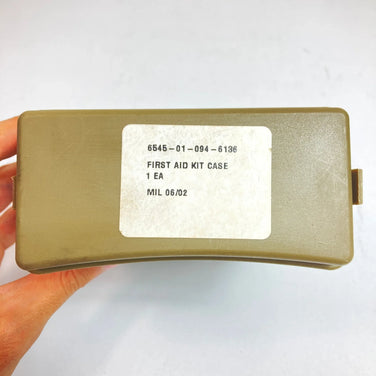 6545-01-094-6136
FIRST AID KIT CASE
1 EA
MIL 06/02